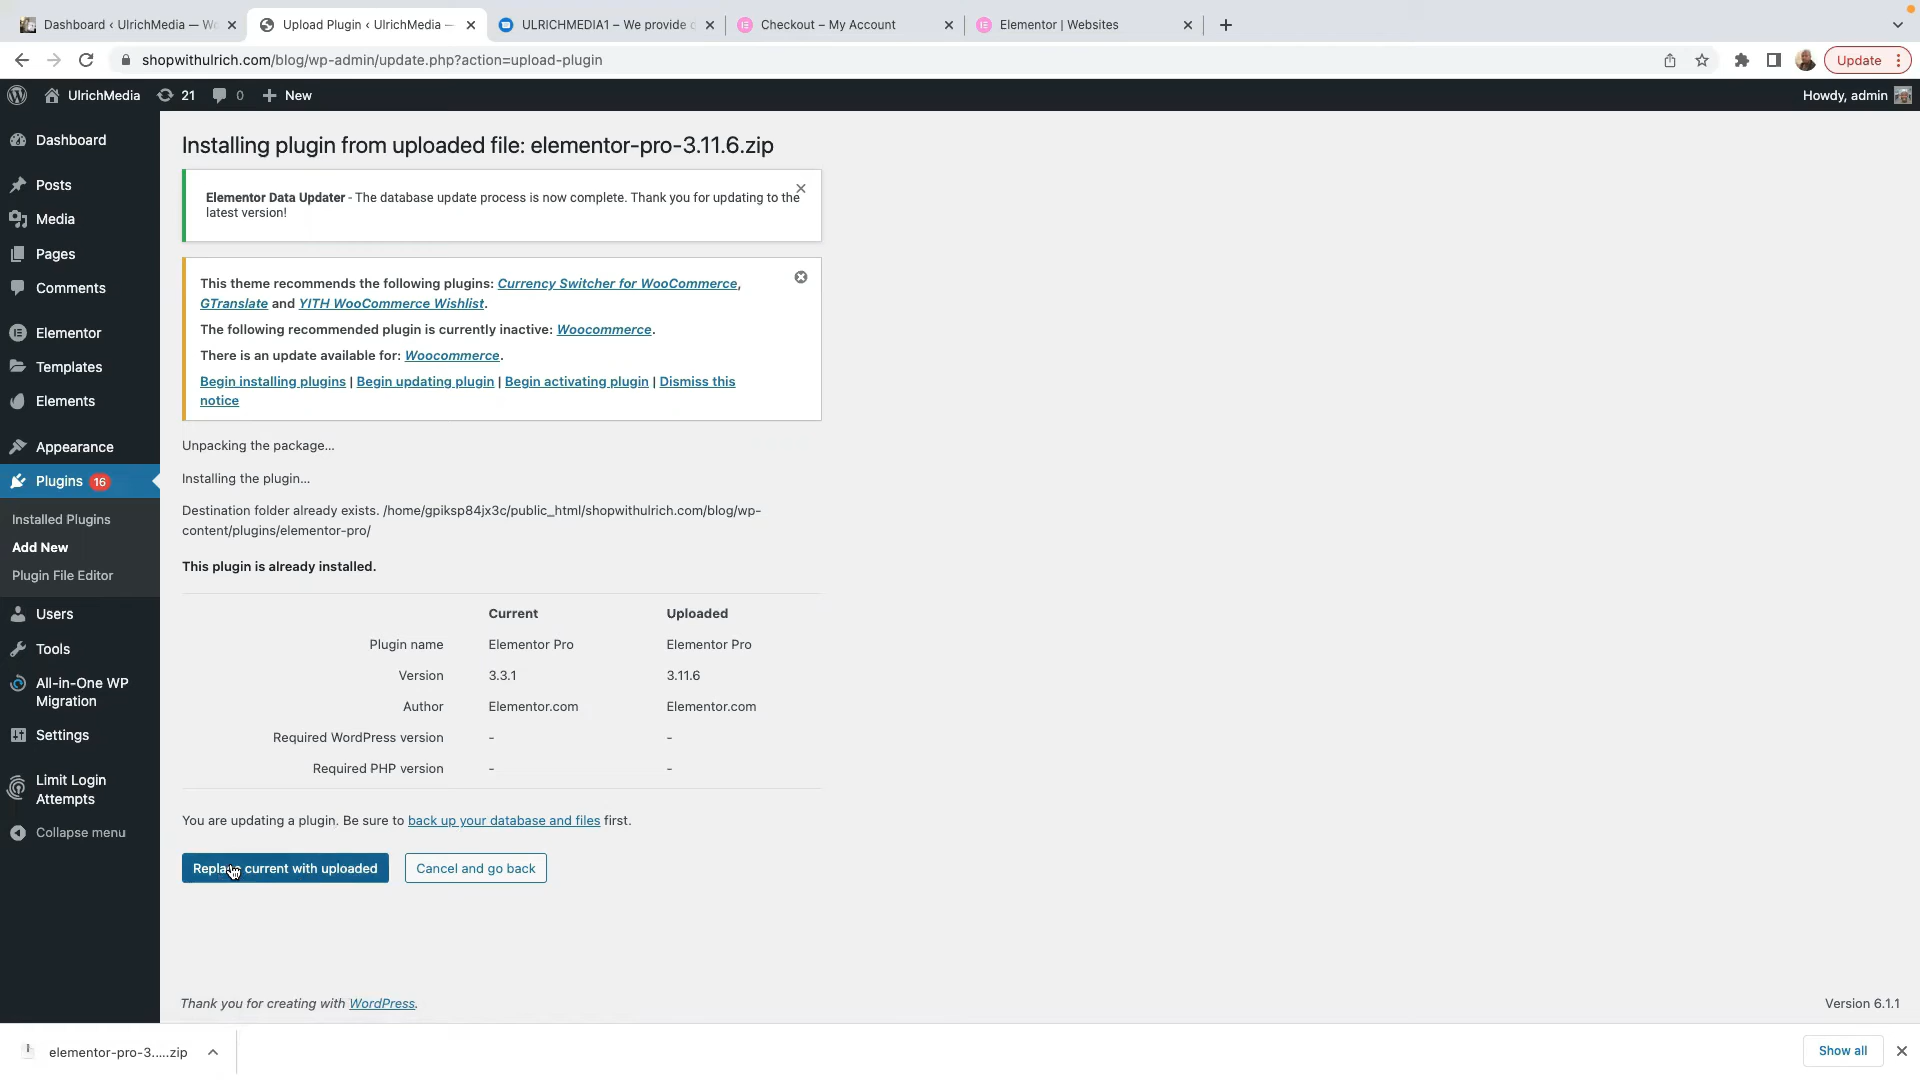 Dashboard ‹ UlrichMedia — Wo
Upload Plugin ‹ UlrichMedia —
ULRICHMEDIA1 – We provide c
Checkout – My Account
Elementor | Websites
shopwithulrich.com/blog/wp-admin/update.php?action=upload-plugin
Update
UlrichMedia
21
0
New
Howdy, admin
Dashboard
Posts
Media
Pages
Comments
Elementor
Templates
Elements
Appearance
Plugins 16
Installed Plugins
Add New
Plugin File Editor
Users
Tools
All-in-One WP
Migration
Settings
Limit Login
Attempts
Collapse menu
Installing plugin from uploaded file: elementor-pro-3.11.6.zip
Elementor Data Updater - The database update process is now complete. Thank you for updating to the
latest version!
This theme recommends the following plugins: Currency Switcher for WooCommerce,
GTranslate and YITH WooCommerce Wishlist.
The following recommended plugin is currently inactive: Woocommerce.
There is an update available for: Woocommerce.
Begin installing plugins | Begin updating plugin | Begin activating plugin | Dismiss this
notice
Unpacking the package…
Installing the plugin…
Destination folder already exists. /home/gpiksp84jx3c/public_html/shopwithulrich.com/blog/wp-
content/plugins/elementor-pro/
This plugin is already installed.
Current Uploaded
Plugin name Elementor Pro Elementor Pro
Version 3.3.1 3.11.6
Author Elementor.com Elementor.com
Required WordPress version - -
Required PHP version - -
You are updating a plugin. Be sure to back up your database and files first.
Replace current with uploaded
Cancel and go back
Thank you for creating with WordPress.
Version 6.1.1
elementor-pro-3.....zip
Show all